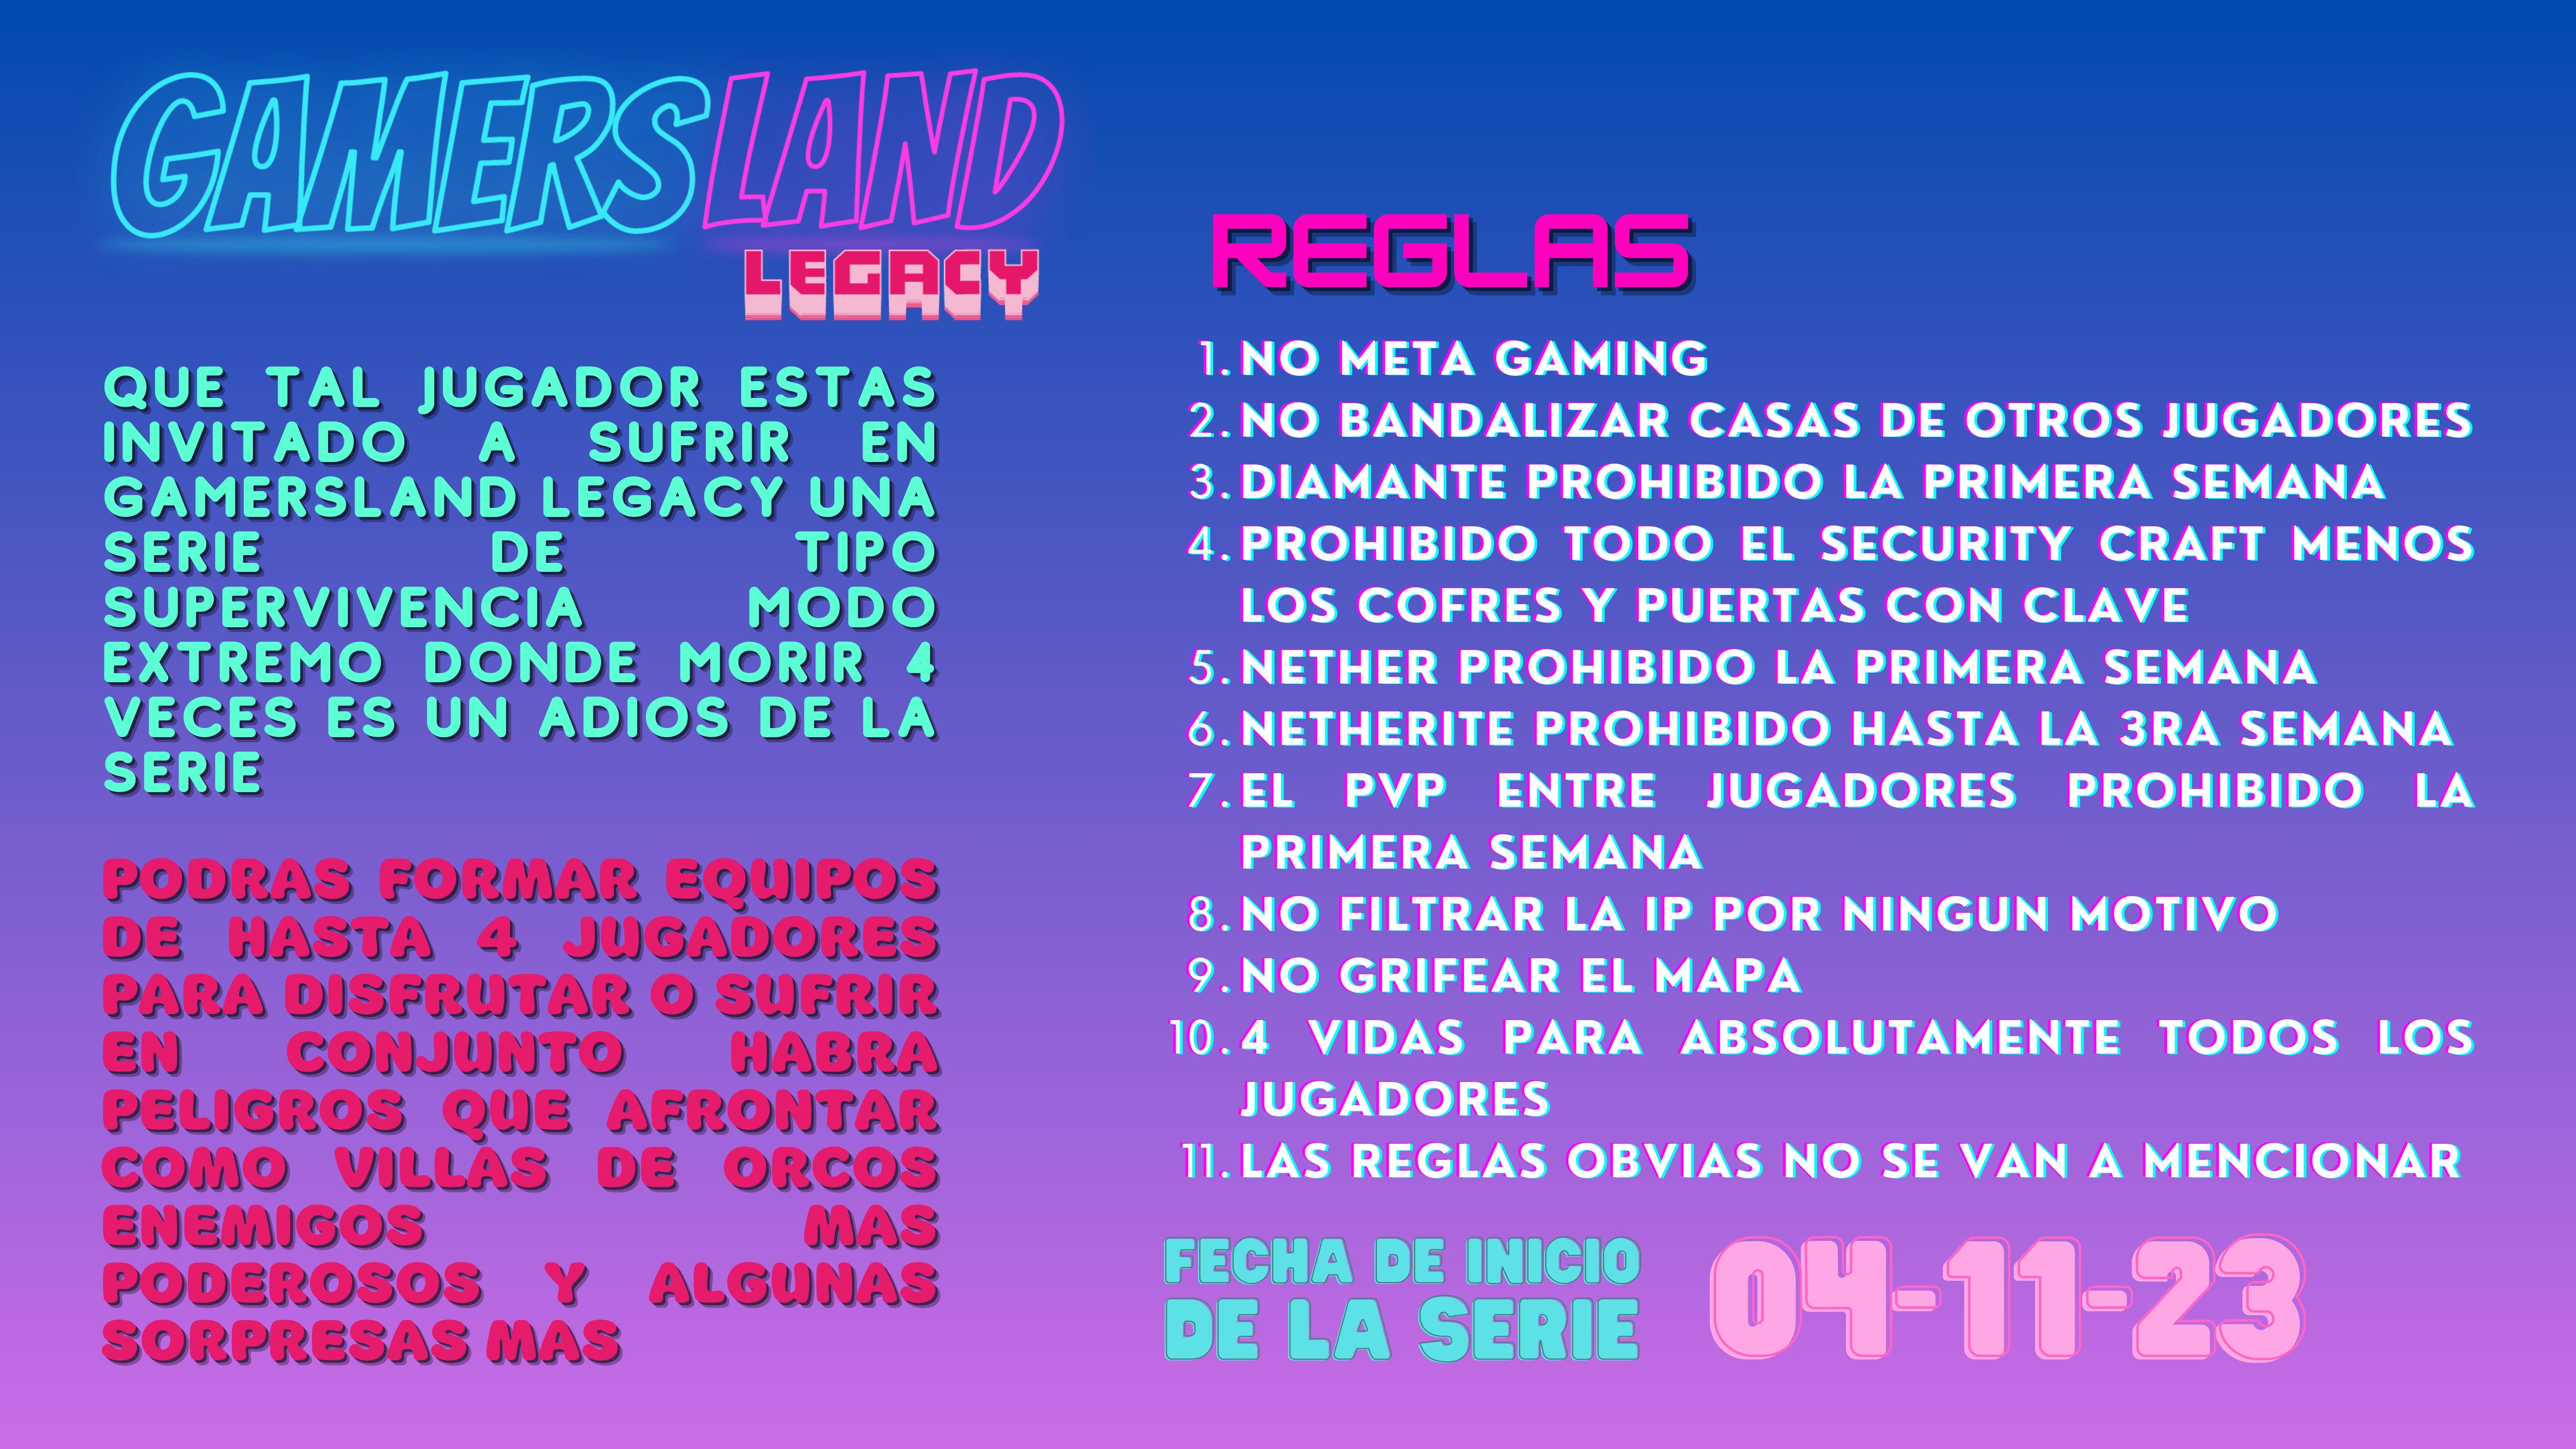 GAMERSLAND
LEGACY
QUE TAL JUGADOR ESTAS
INVITADO A SUFRIR EN
GAMERSLAND LEGACY UNA
SERIE DE TIPO
SUPERVIVENCIA MODO
EXTREMO DONDE MORIR 4
VECES ES UN ADIOS DE LA
SERIE
PODRAS FORMAR EQUIPOS
DE HASTA 4 JUGADORES
PARA DISFRUTAR O SUFRIR
EN CONJUNTO HABRA
PELIGROS QUE AFRONTAR
COMO VILLAS DE ORCOS
ENEMIGOS MAS
PODEROSOS Y ALGUNAS
SORPRESAS MAS
REGLAS
1. NO META GAMING
2. NO BANDALIZAR CASAS DE OTROS JUGADORES
3. DIAMANTE PROHIBIDO LA PRIMERA SEMANA
4. PROHIBIDO TODO EL SECURITY CRAFT MENOS
LOS COFRES Y PUERTAS CON CLAVE
5. NETHER PROHIBIDO LA PRIMERA SEMANA
6. NETHERITE PROHIBIDO HASTA LA 3RA SEMANA
7. EL PVP ENTRE JUGADORES PROHIBIDO LA
PRIMERA SEMANA
8. NO FILTRAR LA IP POR NINGUN MOTIVO
9. NO GRIFEAR EL MAPA
10. 4 VIDAS PARA ABSOLUTAMENTE TODOS LOS
JUGADORES
11. LAS REGLAS OBVIAS NO SE VAN A MENCIONAR
FECHA DE INICIO
DE LA SERIE
04-11-23